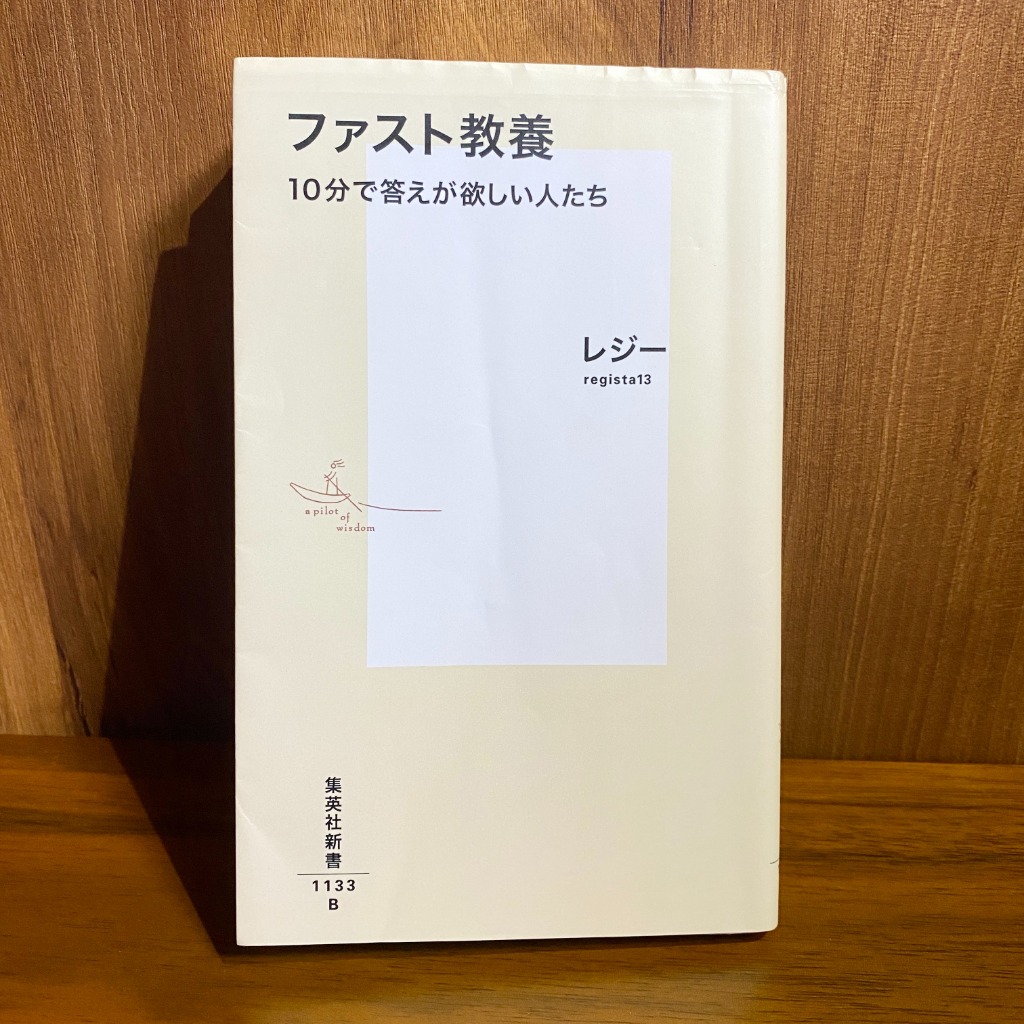 ファスト教養
10分で答えが欲しい人たち
レジー
regista13
a pilot
of
wisdom
集英社新書
1133
B